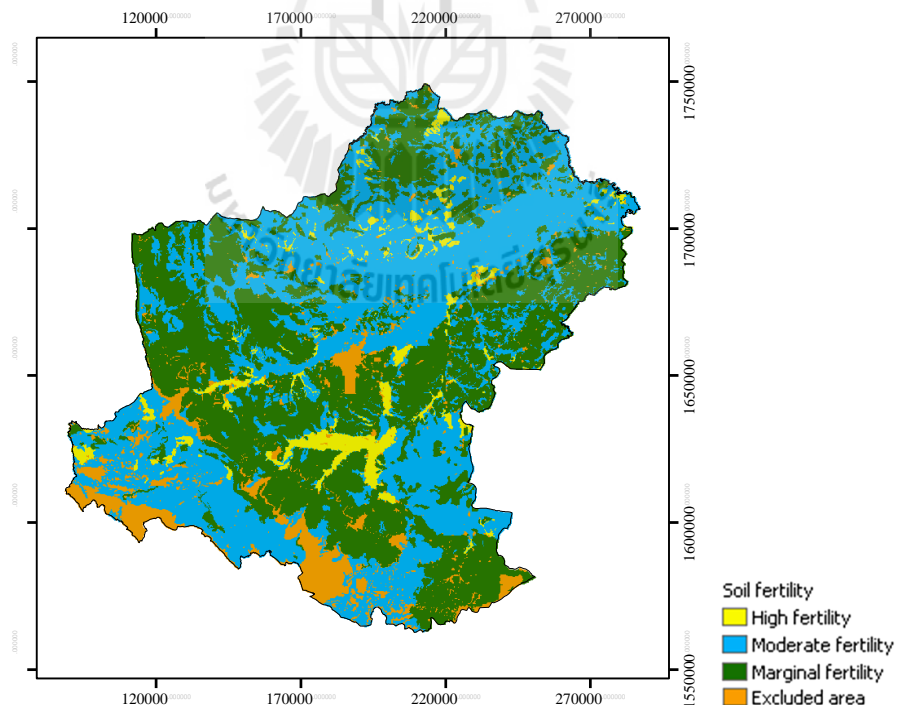 120000 170000 220000 270000
1750000
1700000
1650000
1600000
1550000
120000 170000 220000 270000
Soil fertility
High fertility
Moderate fertility
Marginal fertility
Excluded area